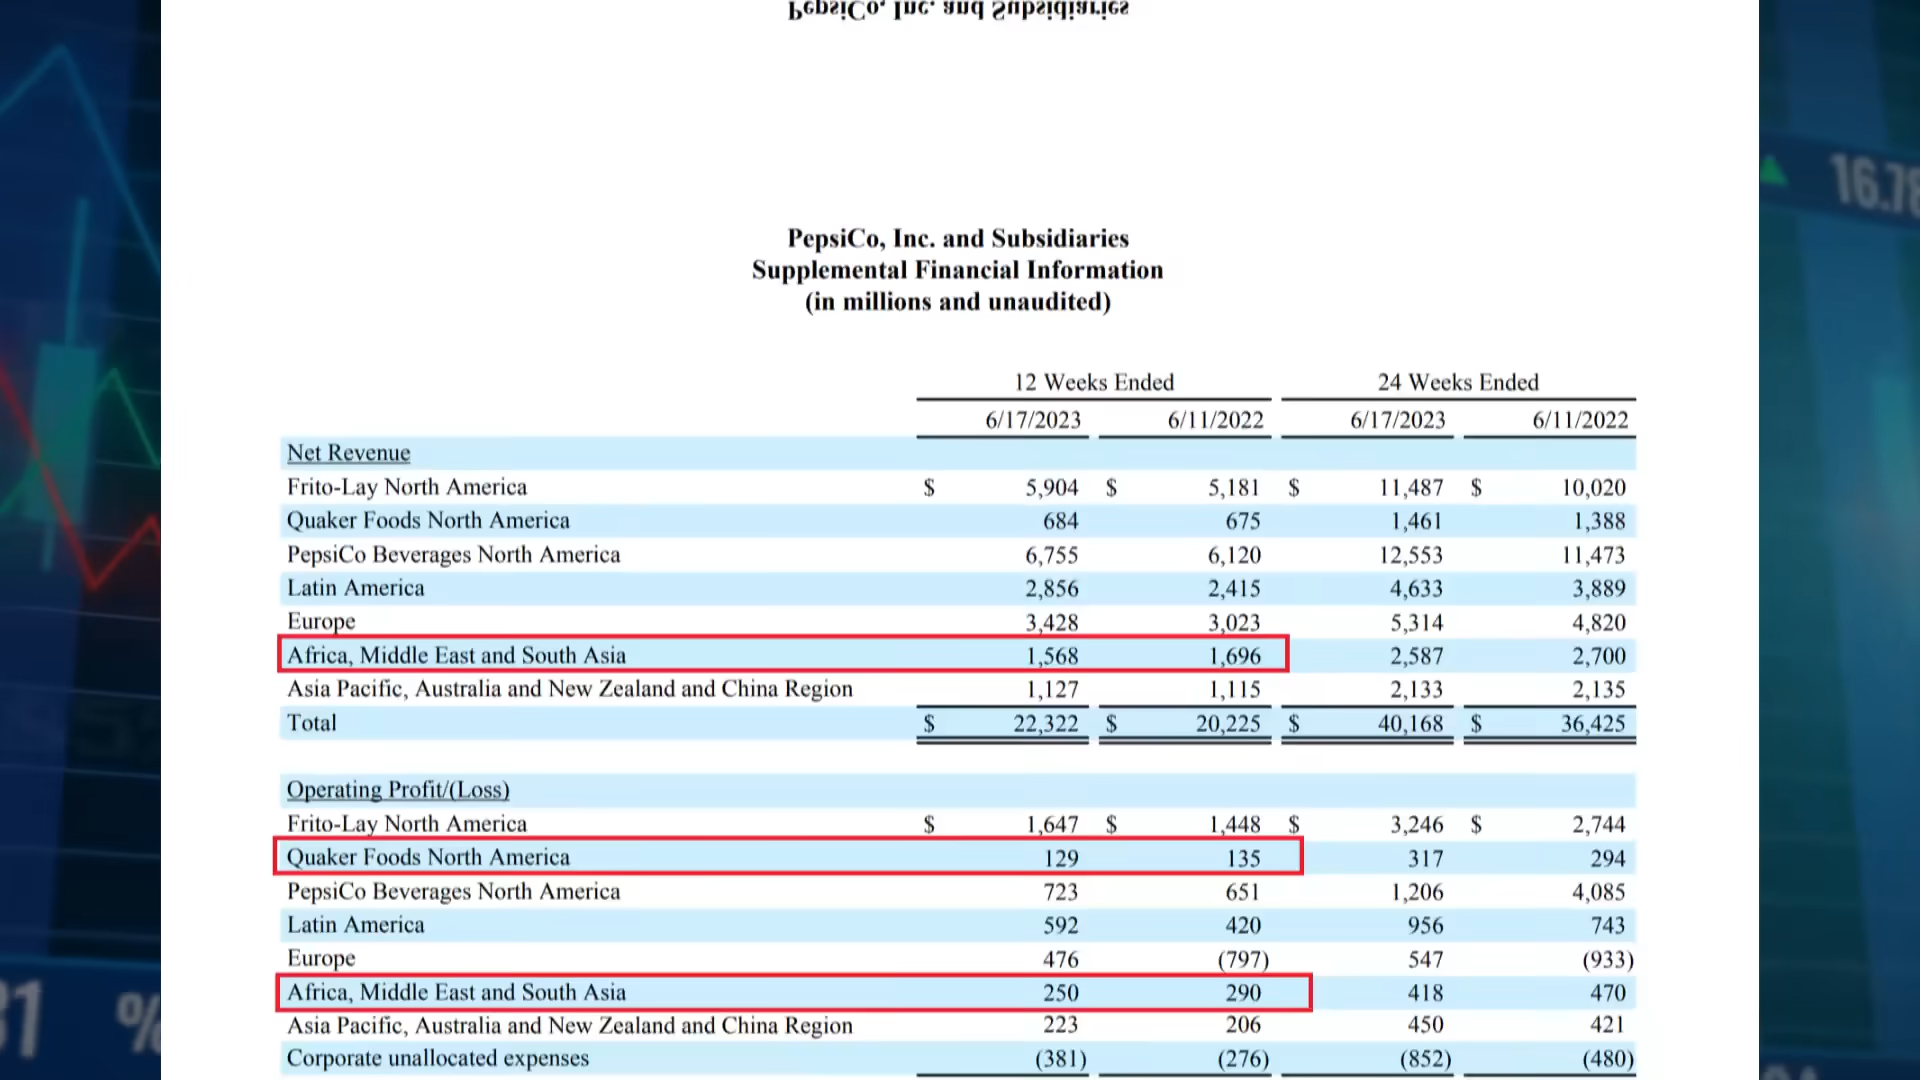 PepsiCo, Inc. and Subsidiaries
16.78
PepsiCo, Inc. and Subsidiaries
Supplemental Financial Information
(in millions and unaudited)
12 Weeks Ended 24 Weeks Ended
6/17/2023 6/11/2022 6/17/2023 6/11/2022
Net Revenue
Frito-Lay North America $ 5,904 $ 5,181 $ 11,487 $ 10,020
Quaker Foods North America 684 675 1,461 1,388
PepsiCo Beverages North America 6,755 6,120 12,553 11,473
Latin America 2,856 2,415 4,633 3,889
Europe 3,428 3,023 5,314 4,820
Africa, Middle East and South Asia 1,568 1,696 2,587 2,700
Asia Pacific, Australia and New Zealand and China Region 1,127 1,115 2,133 2,135
Total $ 22,322 $ 20,225 $ 40,168 $ 36,425
Operating Profit/(Loss)
Frito-Lay North America $ 1,647 $ 1,448 $ 3,246 $ 2,744
Quaker Foods North America 129 135 317 294
PepsiCo Beverages North America 723 651 1,206 4,085
Latin America 592 420 956 743
Europe 476 (797) 547 (933)
Africa, Middle East and South Asia 250 290 418 470
Asia Pacific, Australia and New Zealand and China Region 223 206 450 421
Corporate unallocated expenses (381) (276) (852) (480)
31 %